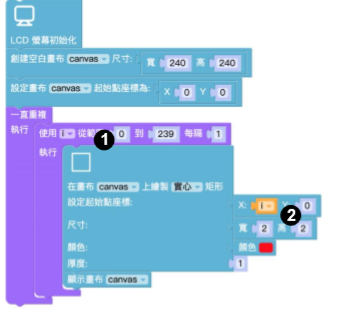 LCD 螢幕初始化
創建空白畫布 canvas 尺寸: 寬 240 高 240
設定畫布 canvas 起始點座標為: X 0 Y 0
一直重複
執行 使用 i 從範 0 到 239 每隔 1
1
執行
在畫布 canvas 上繪製 實心 矩形
設定起始點座標: X: i Y: 0
2
尺寸: 寬 2 高 2
顏色: 顏色
厚度: 1
顯示畫布 canvas